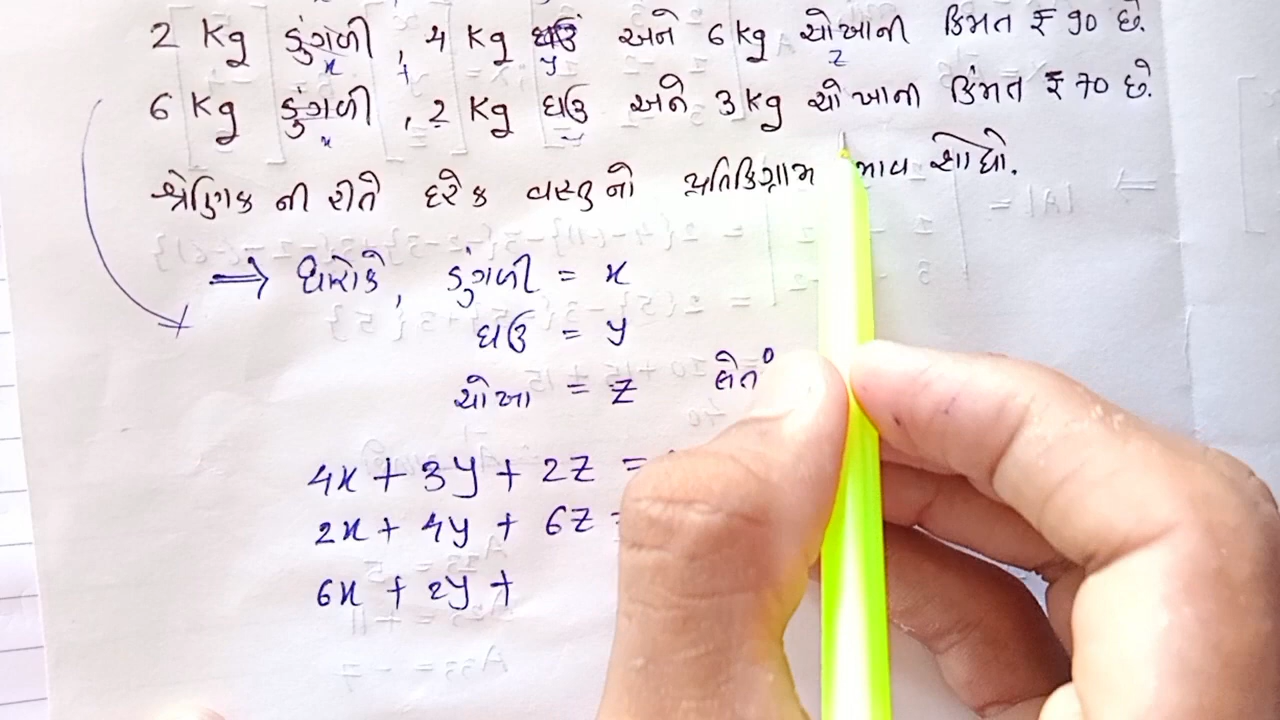 2 Kg ડુંગળી, 4 Kg ઘઉં અને 6 kg ચોખાની કિંમત ₹ 90 છે.
x + y z
6 Kg ડુંગળી, 2 Kg ઘઉ અને 3 kg ચોખાની કિંમત ₹ 70 છે.
x
શ્રેણિક ની રીતે દરેક વસ્તુનો પ્રતિકિગ્રામ ભાવ શોધો.
⇒ ધારોકે, ડુંગળી = x
ઘઉ = y
ચોખા = z લેતા
4x + 3y + 2z =
2x + 4y + 6z =
6x + 2y +